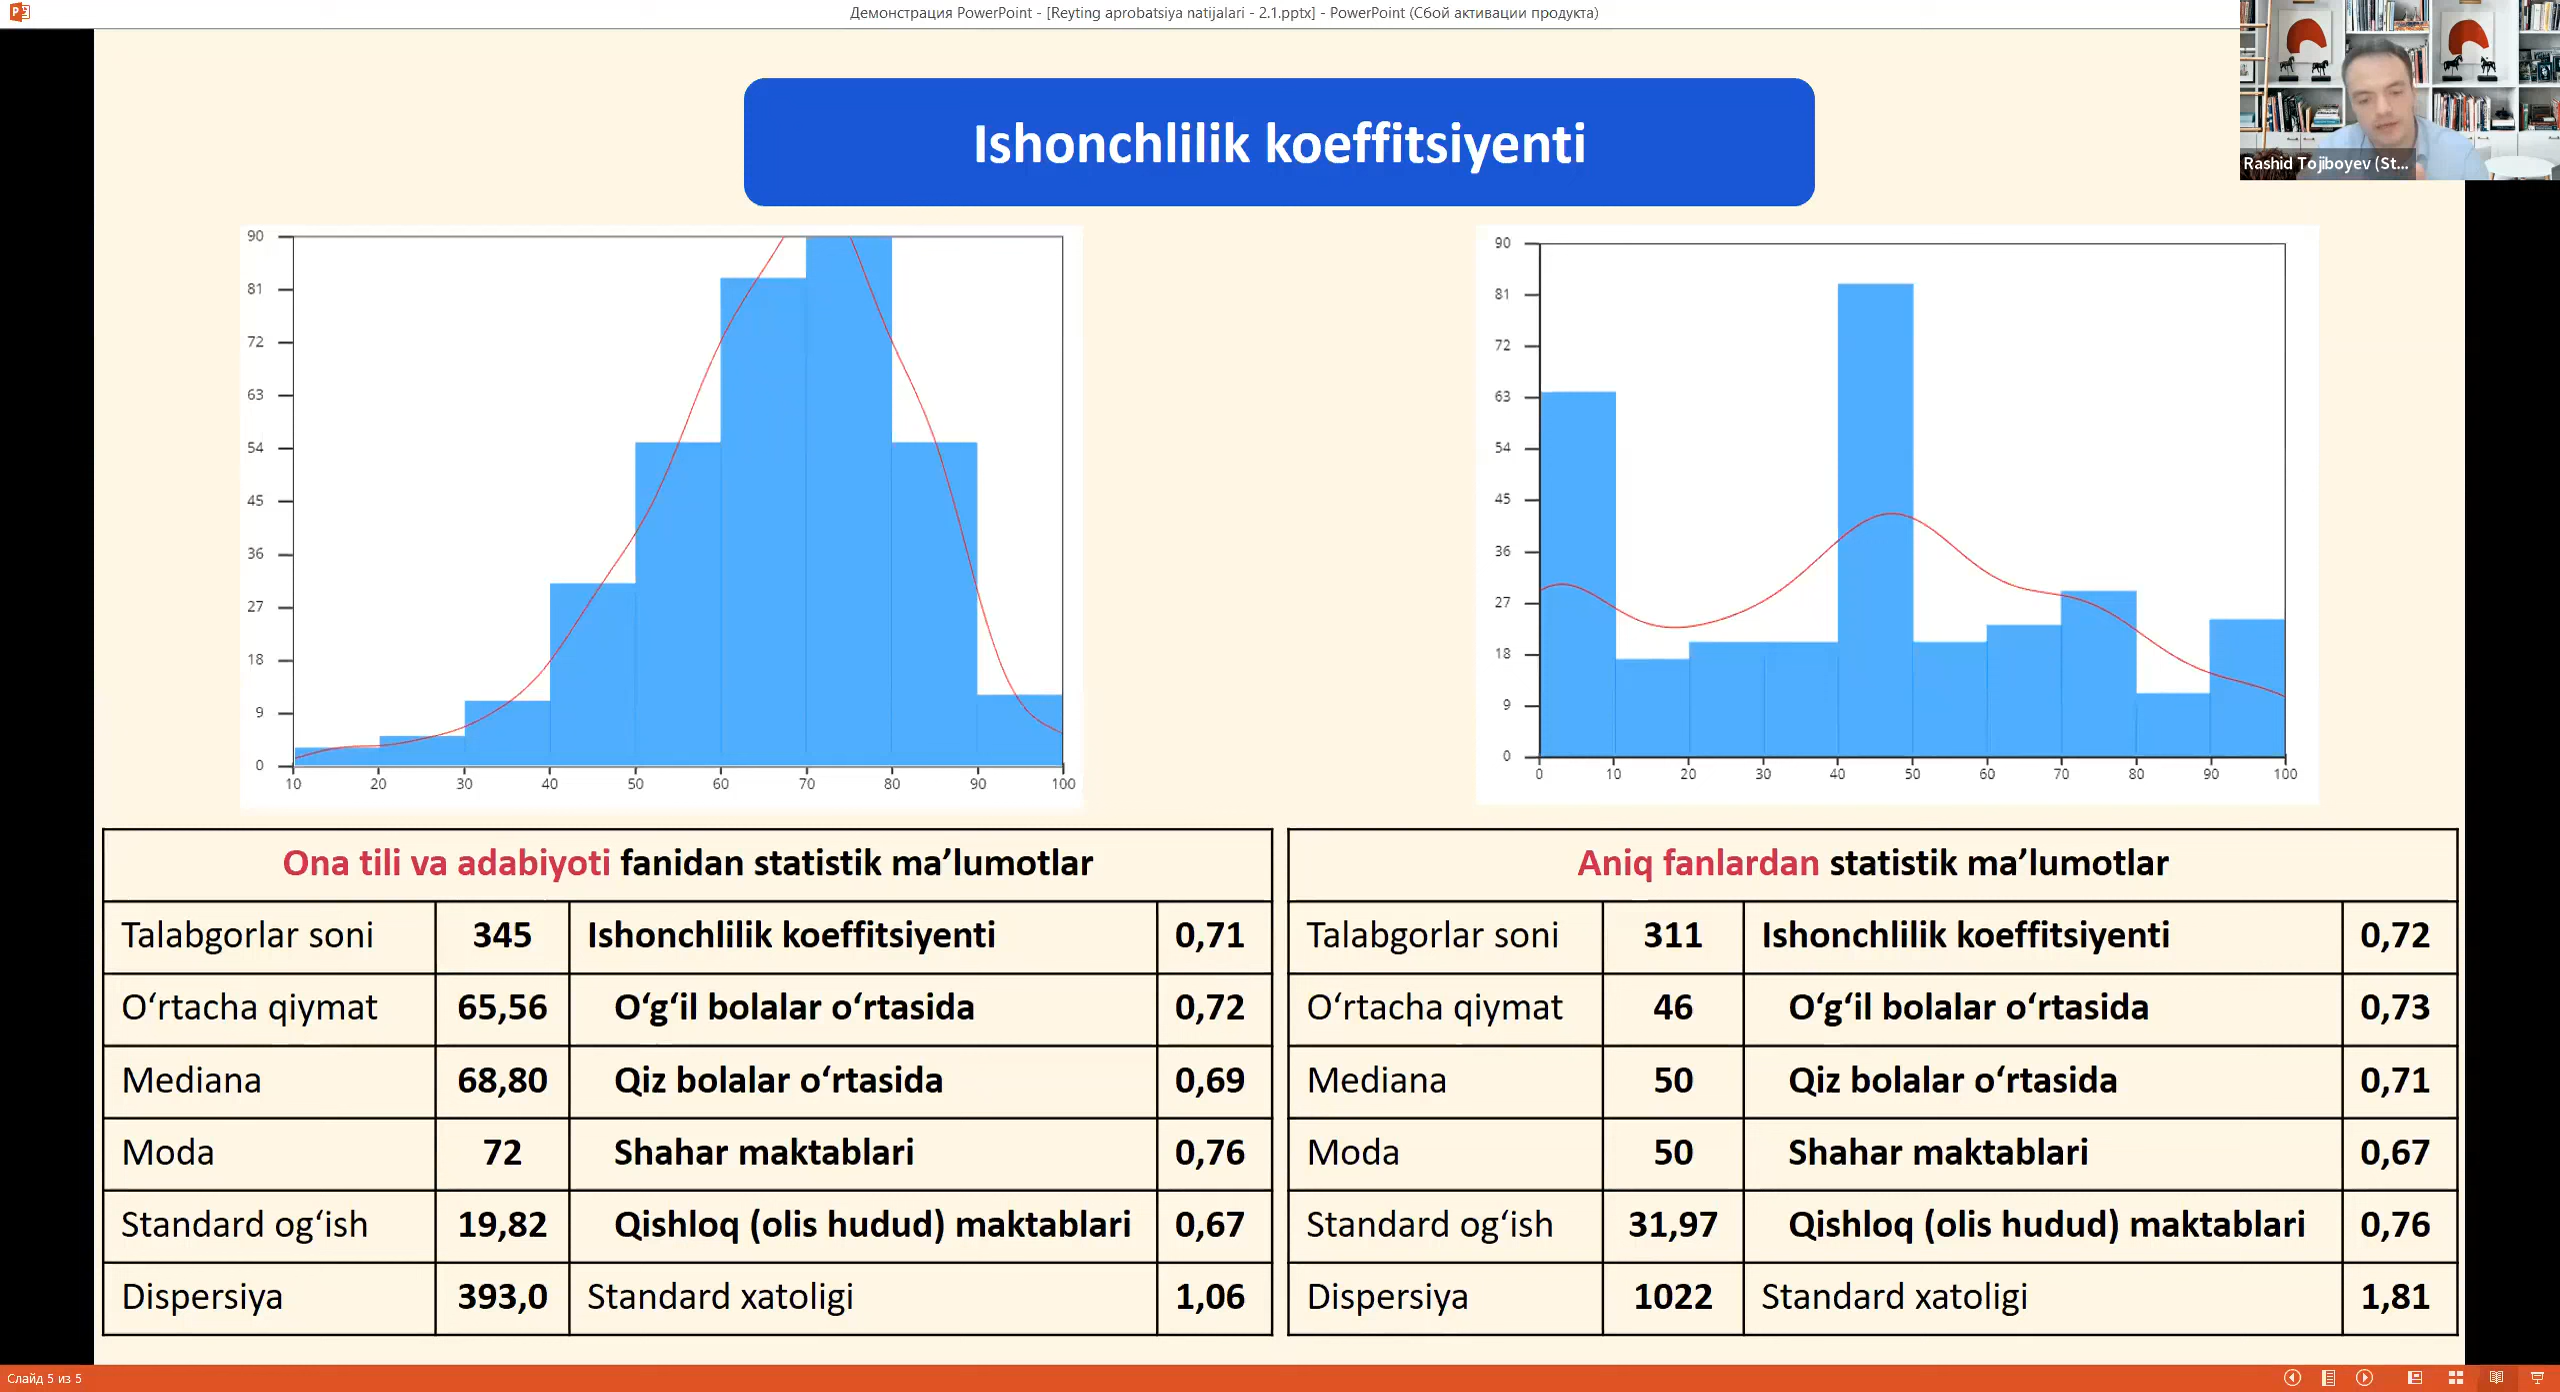 Демонстрация PowerPoint - [Reyting aprobatsiya natijalari - 2.1.pptx] - PowerPoint (Сбой активации продукта)
Rashid Tojiboyev (St...
Ishonchlilik koeffitsiyenti
90
81
72
63
54
45
36
27
18
9
0
10 20 30 40 50 60 70 80 90 100
90
81
72
63
54
45
36
27
18
9
0
0 10 20 30 40 50 60 70 80 90 100
Ona tili va adabiyoti fanidan statistik ma’lumotlar
Talabgorlar soni 345 Ishonchlilik koeffitsiyenti 0,71
O‘rtacha qiymat 65,56 O‘g‘il bolalar o‘rtasida 0,72
Mediana 68,80 Qiz bolalar o‘rtasida 0,69
Moda 72 Shahar maktablari 0,76
Standard og‘ish 19,82 Qishloq (olis hudud) maktablari 0,67
Dispersiya 393,0 Standard xatoligi 1,06
Aniq fanlardan statistik ma’lumotlar
Talabgorlar soni 311 Ishonchlilik koeffitsiyenti 0,72
O‘rtacha qiymat 46 O‘g‘il bolalar o‘rtasida 0,73
Mediana 50 Qiz bolalar o‘rtasida 0,71
Moda 50 Shahar maktablari 0,67
Standard og‘ish 31,97 Qishloq (olis hudud) maktablari 0,76
Dispersiya 1022 Standard xatoligi 1,81
Слайд 5 из 5